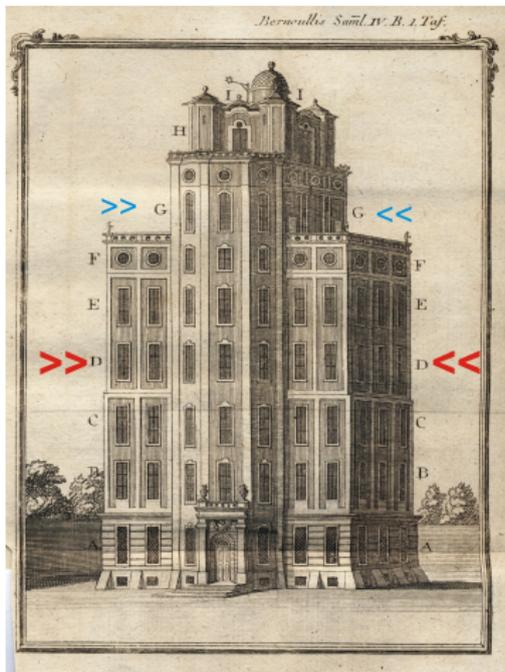 Bernoullis Saml. IV. B. 1. Taf.
I I
H
>> G G <<
F F
E E
>> D D <<
C C
B B
A A